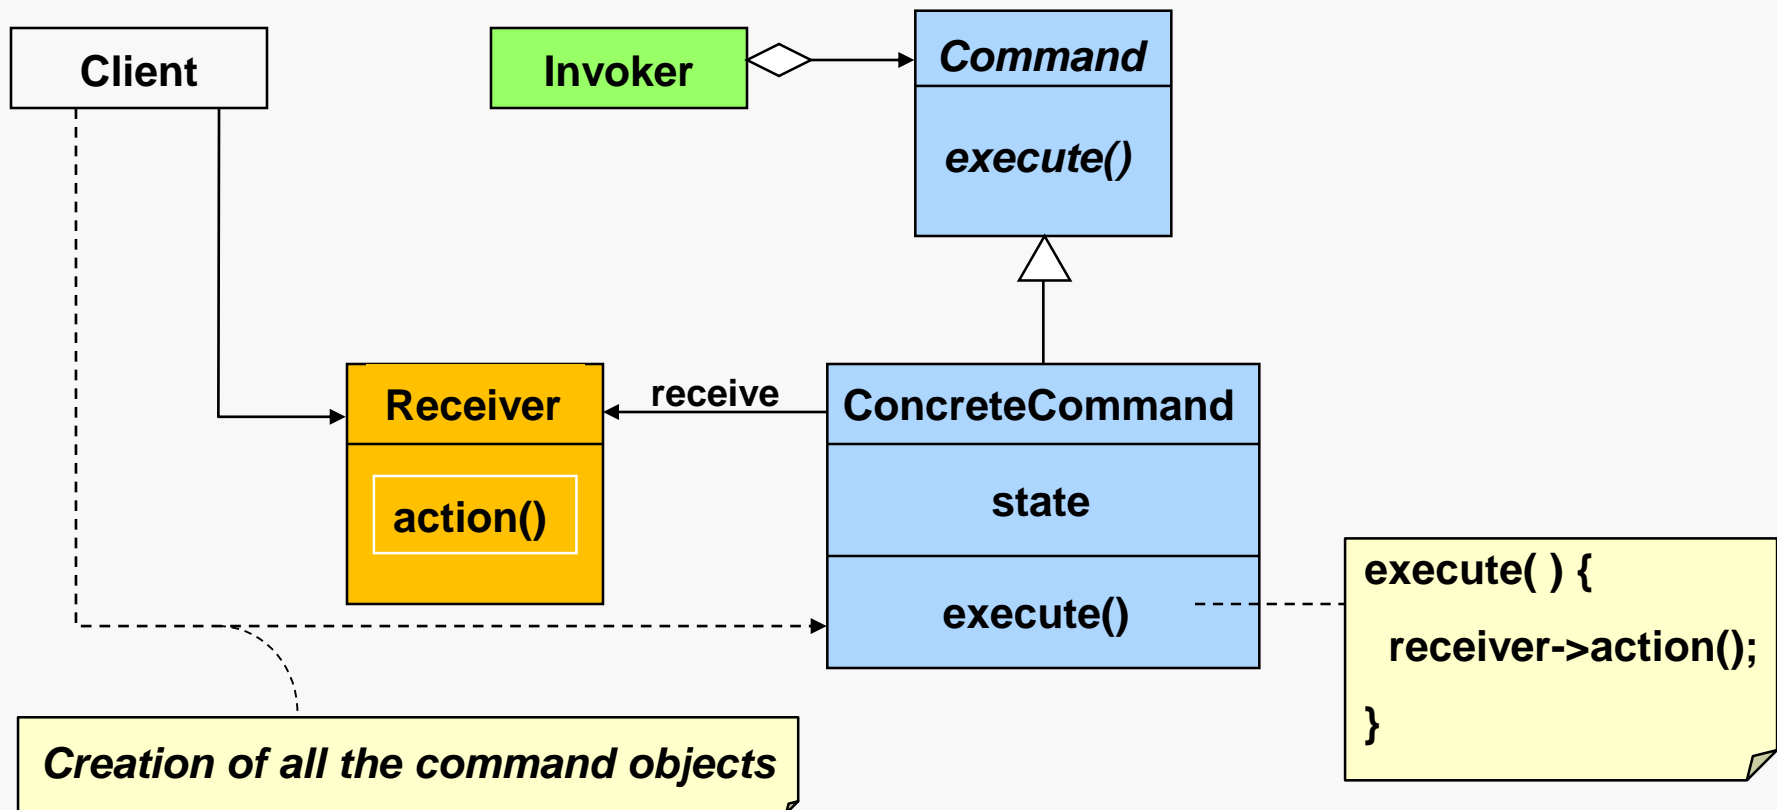 Client
Invoker
Command
execute()
Receiver
action()
receive
ConcreteCommand
state
execute()
execute( ) {
receiver->action();
}
Creation of all the command objects